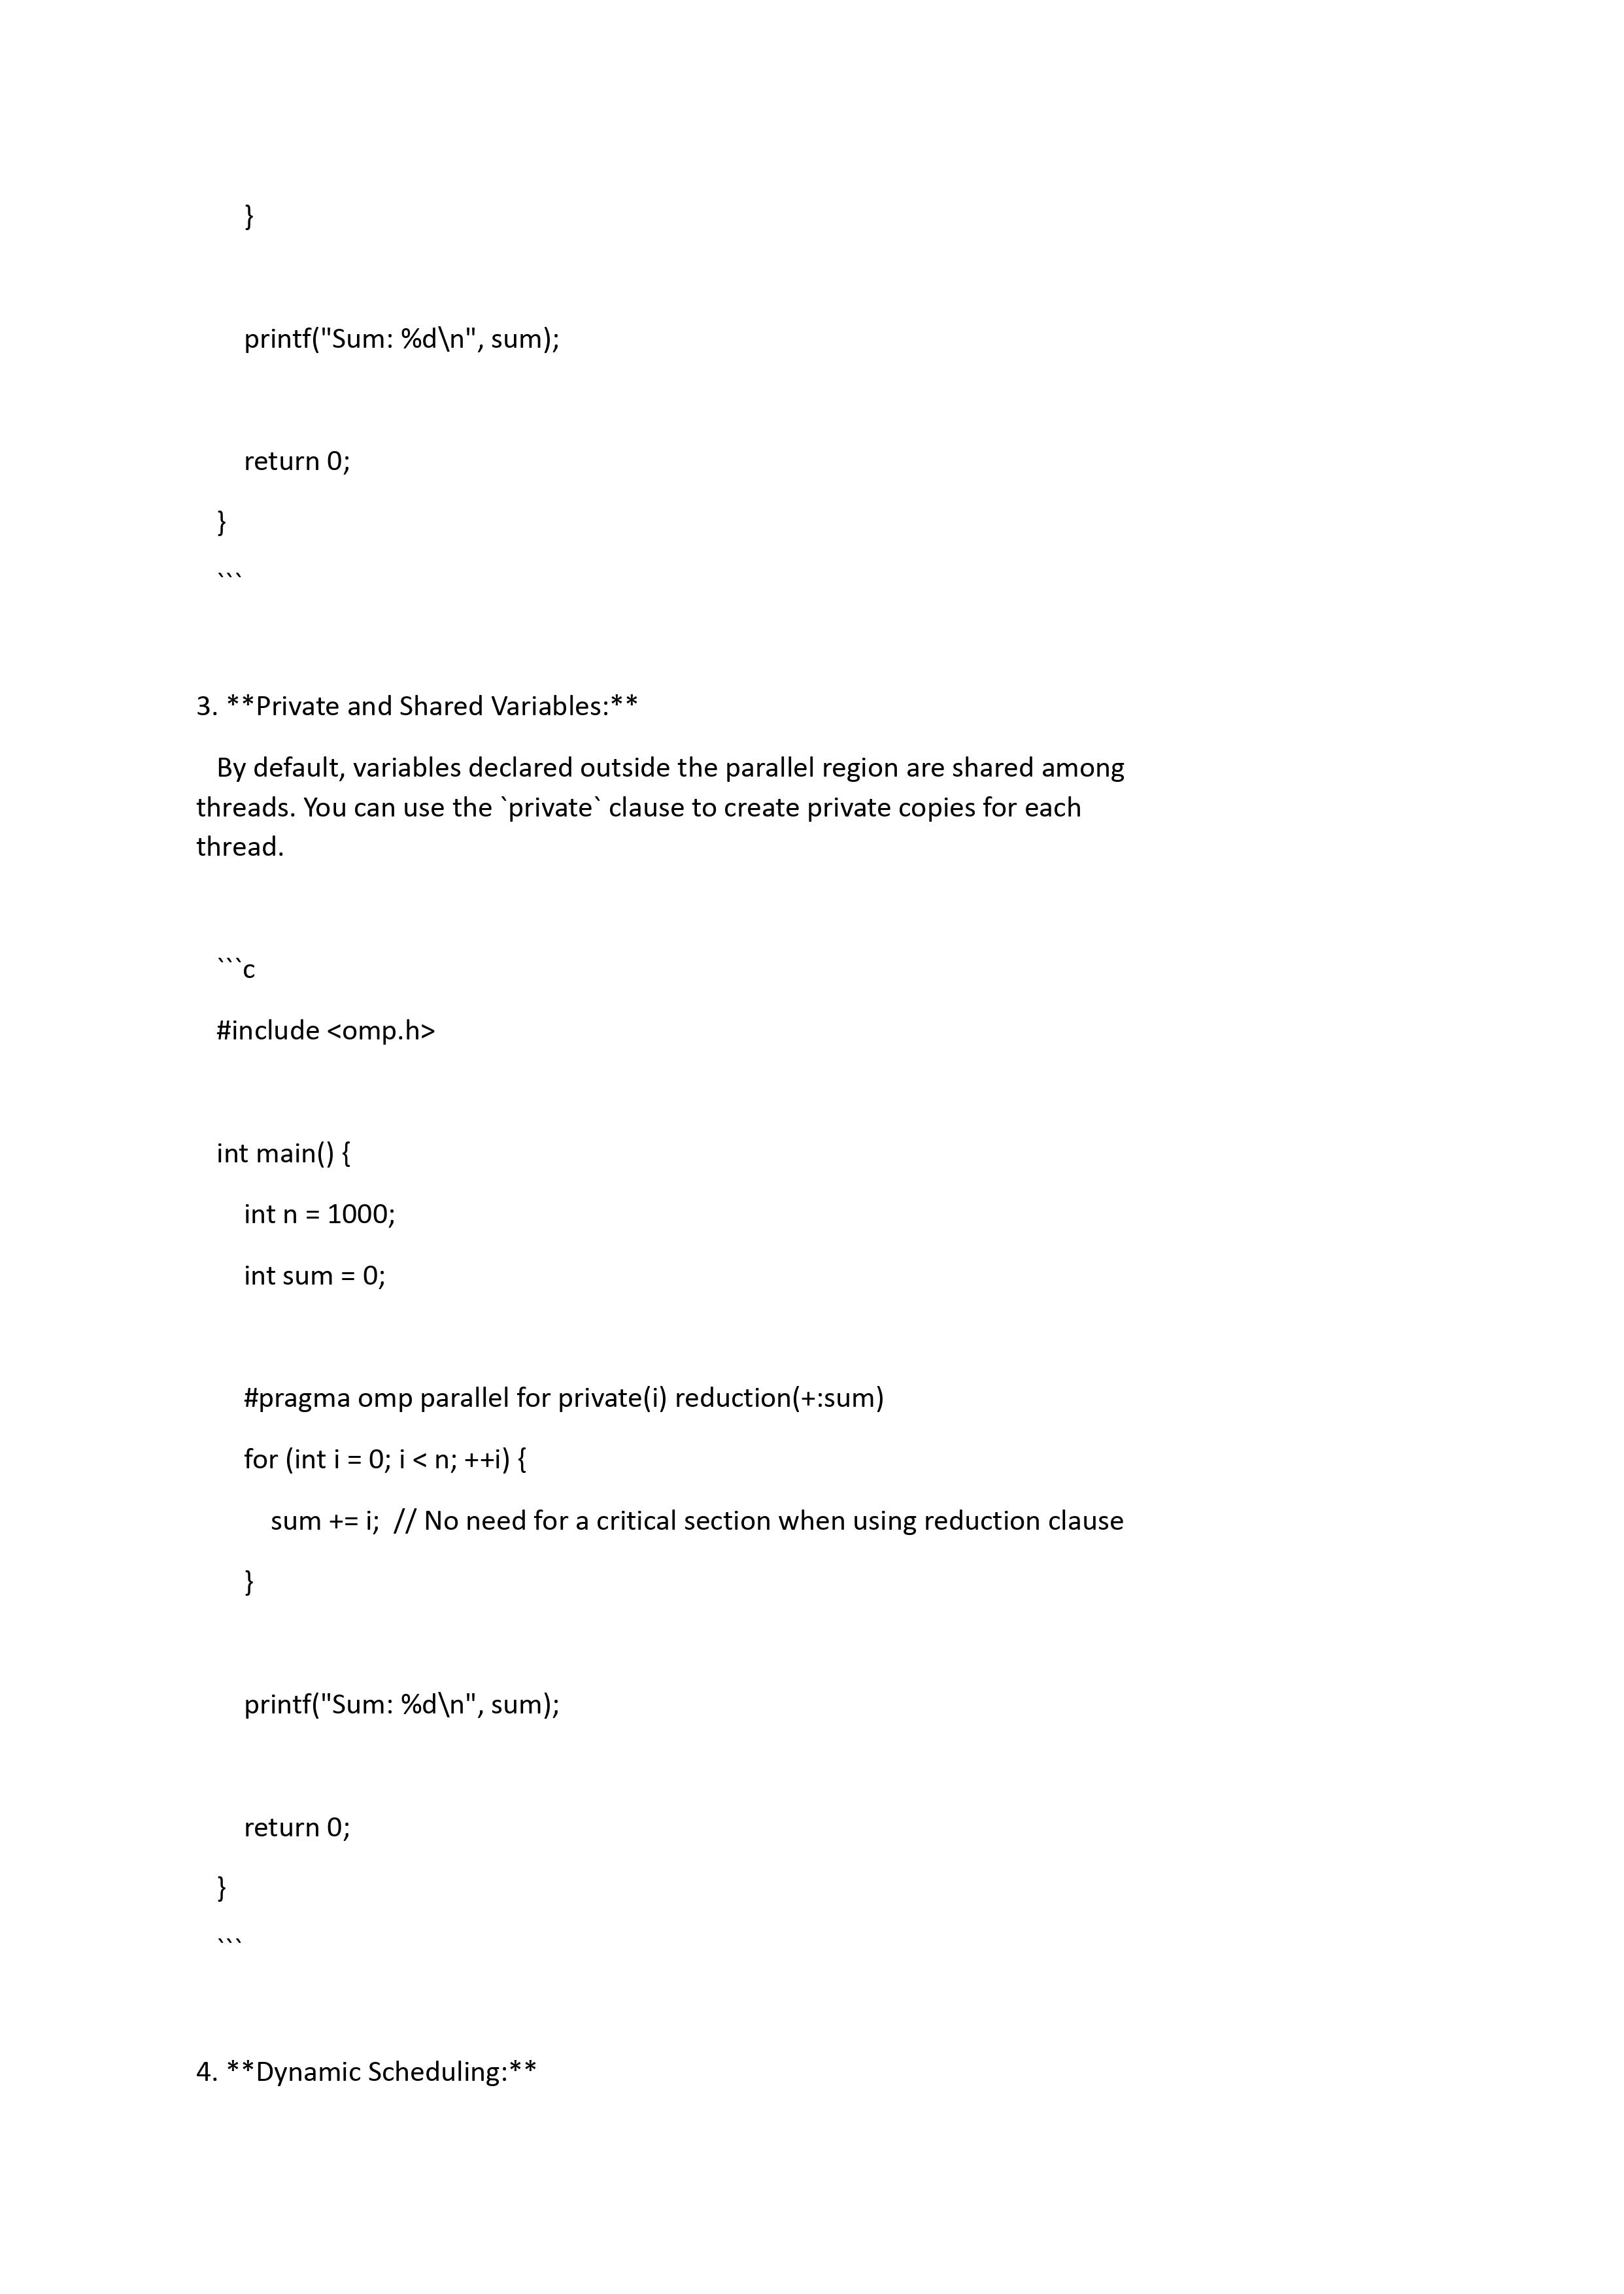 }
printf("Sum: %d\n", sum);
return 0;
}
```
3. **Private and Shared Variables:**
By default, variables declared outside the parallel region are shared among
threads. You can use the `private` clause to create private copies for each
thread.
```c
#include <omp.h>
int main() {
int n = 1000;
int sum = 0;
#pragma omp parallel for private(i) reduction(+:sum)
for (int i = 0; i < n; ++i) {
sum += i;  // No need for a critical section when using reduction clause
}
printf("Sum: %d\n", sum);
return 0;
}
```
4. **Dynamic Scheduling:**